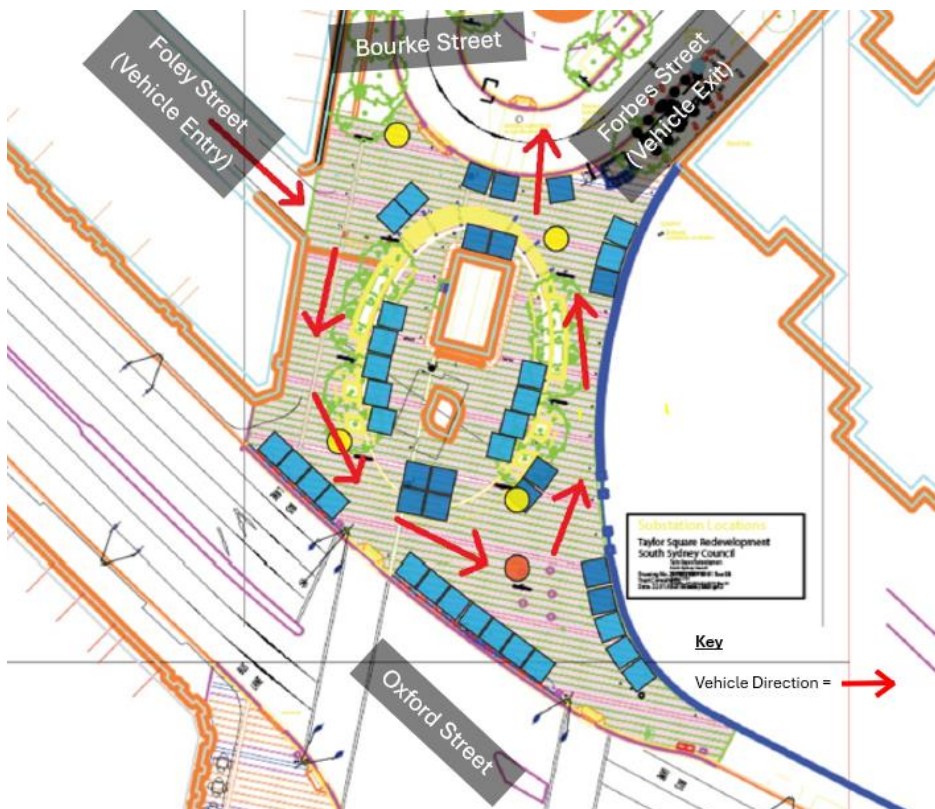 Foley Street
(Vehicle Entry)
Bourke Street
Forbes Street
(Vehicle Exit)
Substation Locations
Taylor Square Redevelopment
South Sydney Council
Key
Vehicle Direction =
Oxford Street